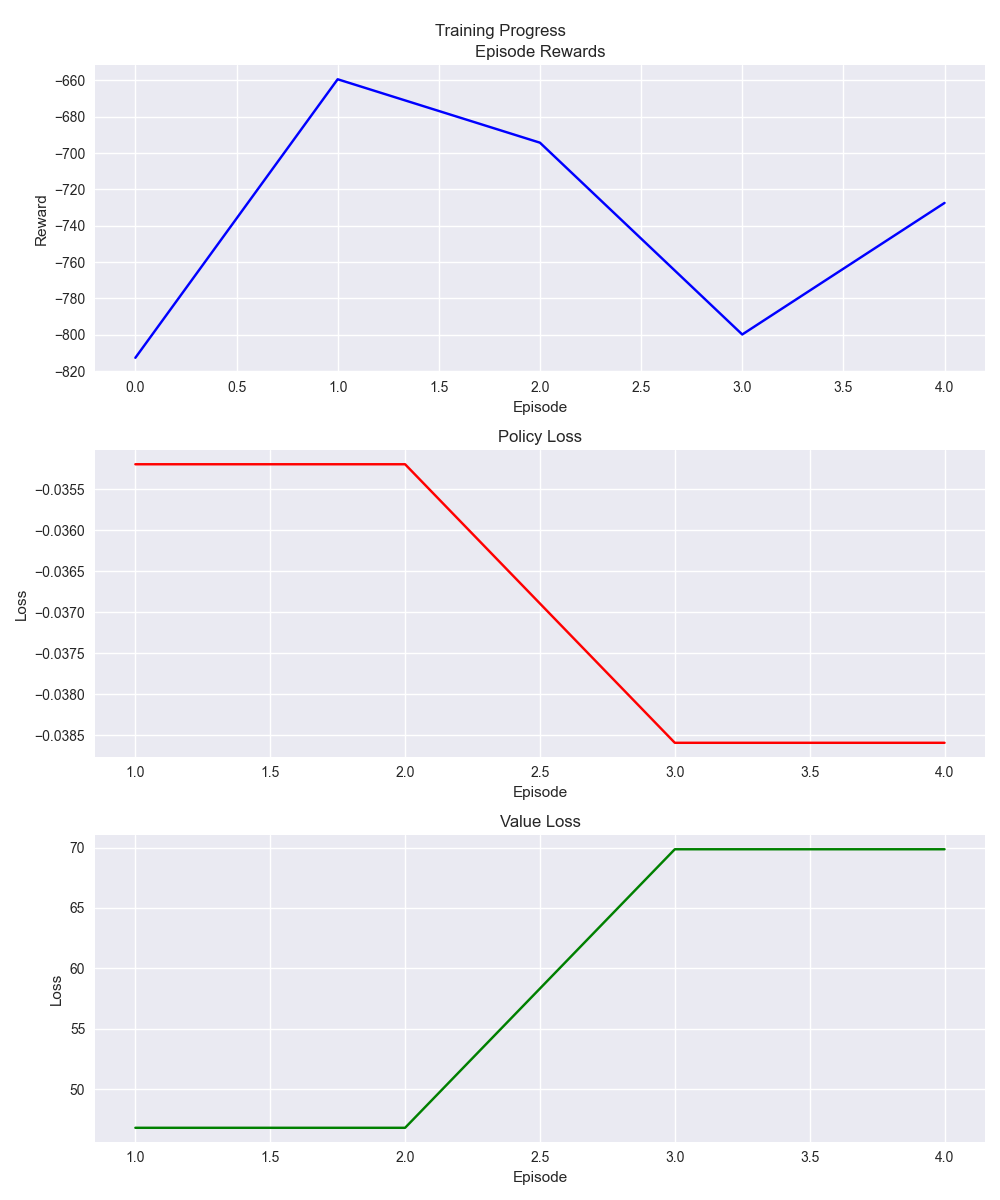 Training Progress
Episode Rewards
Reward
−660
−680
−700
−720
−740
−760
−780
−800
−820
0.0 0.5 1.0 1.5 2.0 2.5 3.0 3.5 4.0
Episode
Policy Loss
Loss
−0.0355
−0.0360
−0.0365
−0.0370
−0.0375
−0.0380
−0.0385
1.0 1.5 2.0 2.5 3.0 3.5 4.0
Episode
Value Loss
Loss
70
65
60
55
50
1.0 1.5 2.0 2.5 3.0 3.5 4.0
Episode